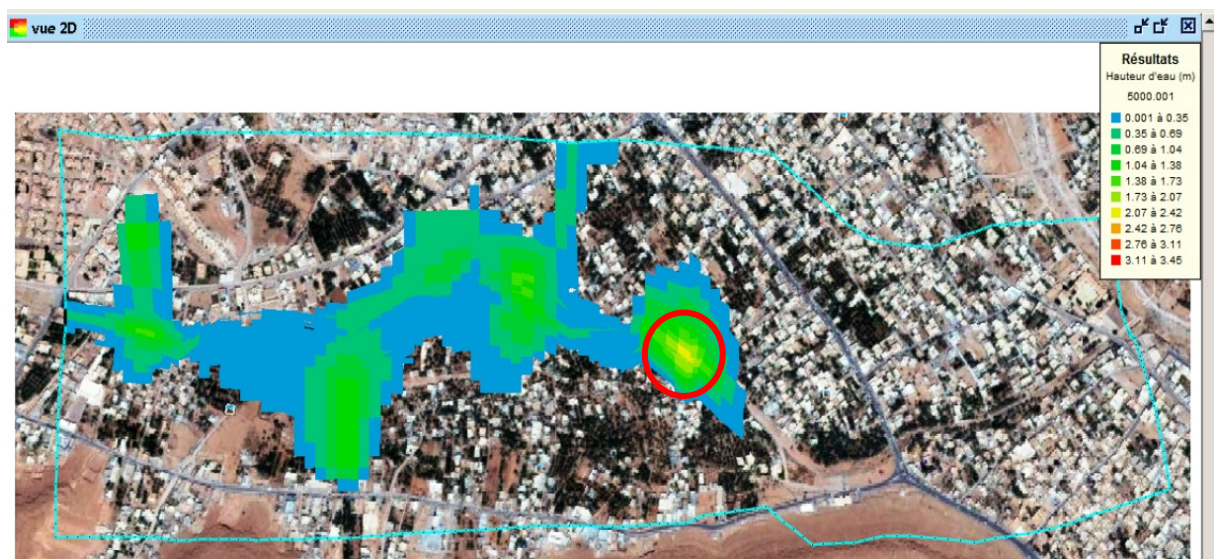 vue 2D
Résultats
Hauteur d'eau (m)
5000.001
0.001 à 0.35
0.35 à 0.69
0.69 à 1.04
1.04 à 1.38
1.38 à 1.73
1.73 à 2.07
2.07 à 2.42
2.42 à 2.76
2.76 à 3.11
3.11 à 3.45